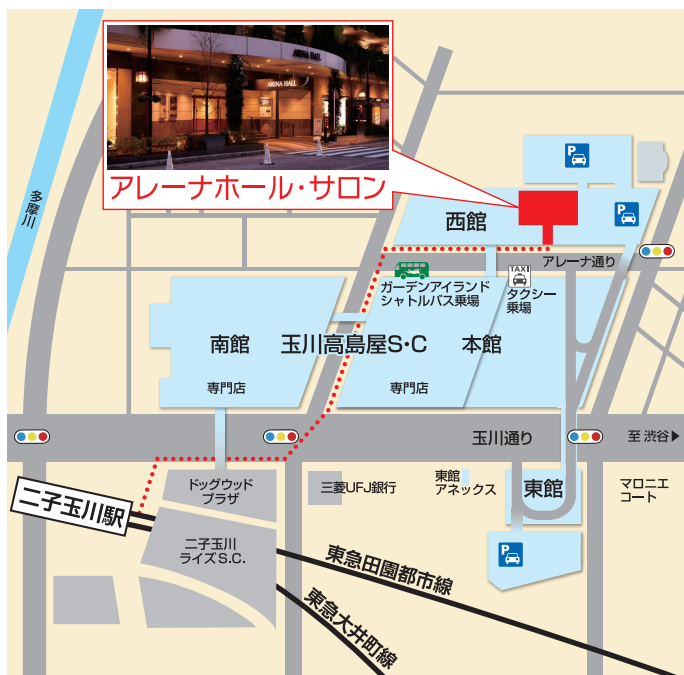 ARENA HALL
ARENA HALL
アレーナホール・サロン
多摩川
P
P
西館
アレーナ通り
ガーデンアイランド
シャトルバス乗場
TAXI
タクシー
乗場
南館
玉川高島屋S・C
本館
専門店
専門店
玉川通り
至 渋谷
ドッグウッド
プラザ
三菱UFJ銀行
東館
アネックス
東館
マロニエ
コート
二子玉川駅
二子玉川
ライズS.C.
P
東急田園都市線
東急大井町線